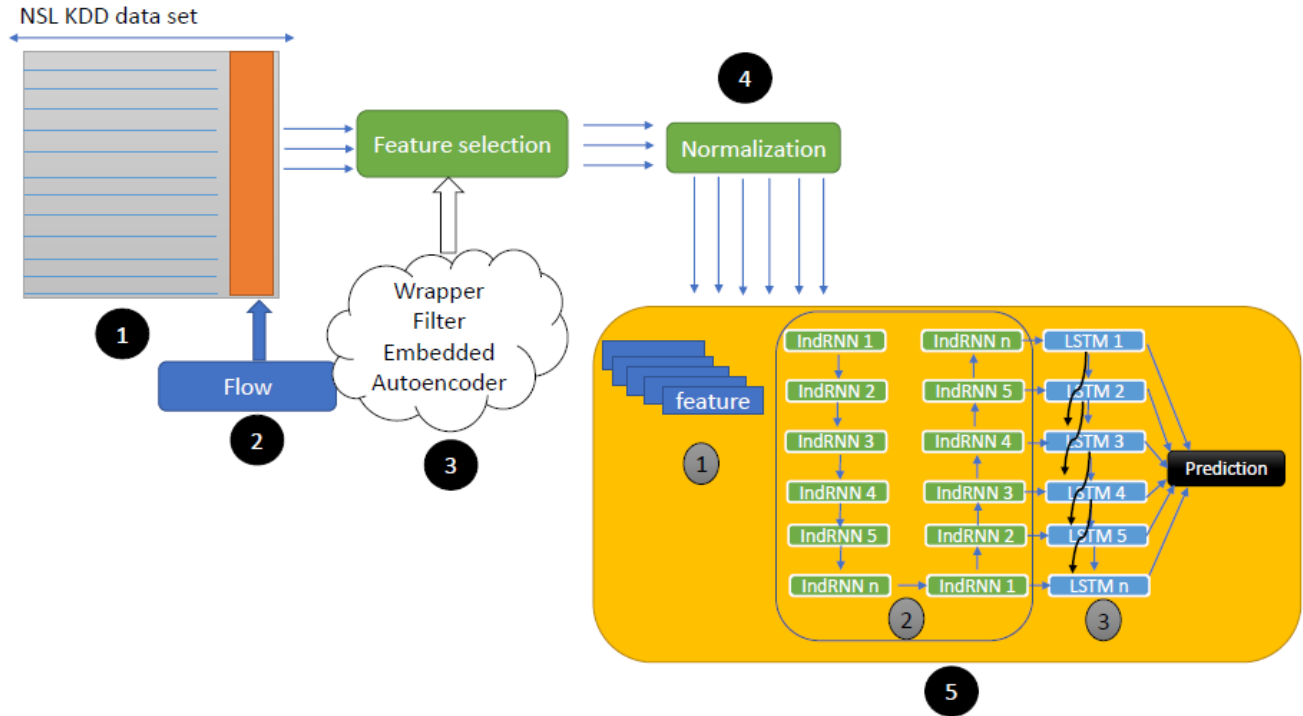 NSL KDD data set
4
Feature selection
Normalization
Wrapper
Filter
Embedded
Autoencoder
1
Flow
2
3
feature
1
IndRNN 1
IndRNN 2
IndRNN 3
IndRNN 4
IndRNN 5
IndRNN n
IndRNN n
IndRNN 5
IndRNN 4
IndRNN 3
IndRNN 2
IndRNN 1
2
LSTM 1
LSTM 2
LSTM 3
LSTM 4
LSTM 5
LSTM n
3
Prediction
5